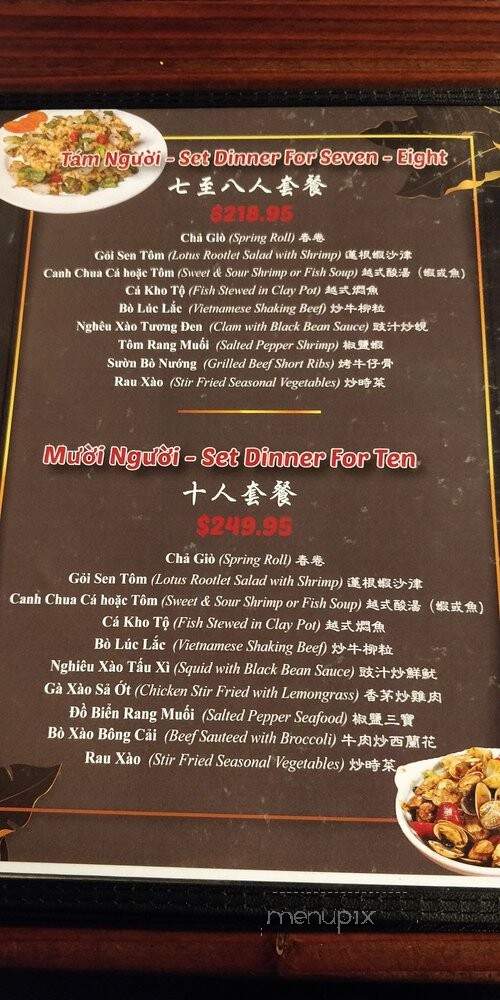 Tám Người - Set Dinner For Seven - Eight
七至八人套餐
$218.95
Chả Giò (Spring Roll) 春卷
Gỏi Sen Tôm (Lotus Rootlet Salad with Shrimp) 蓮根蝦沙律
Canh Chua Cá hoặc Tôm (Sweet & Sour Shrimp or Fish Soup) 越式酸湯（蝦或魚）
Cá Kho Tộ (Fish Stewed in Clay Pot) 越式燜魚
Bò Lúc Lắc (Vietnamese Shaking Beef) 炒牛柳粒
Nghêu Xào Tương Đen (Clam with Black Bean Sauce) 豉汁炒蜆
Tôm Rang Muối (Salted Pepper Shrimp) 椒鹽蝦
Sườn Bò Nướng (Grilled Beef Short Ribs) 烤牛仔骨
Rau Xào (Stir Fried Seasonal Vegetables) 炒時菜
Mười Người - Set Dinner For Ten
十人套餐
$249.95
Chả Giò (Spring Roll) 春卷
Gỏi Sen Tôm (Lotus Rootlet Salad with Shrimp) 蓮根蝦沙律
Canh Chua Cá hoặc Tôm (Sweet & Sour Shrimp or Fish Soup) 越式酸湯（蝦或魚）
Cá Kho Tộ (Fish Stewed in Clay Pot) 越式燜魚
Bò Lúc Lắc (Vietnamese Shaking Beef) 炒牛柳粒
Nghiêu Xào Tấu Xì (Squid with Black Bean Sauce) 豉汁炒鮮魷
Gà Xào Sả Ớt (Chicken Stir Fried with Lemongrass) 香茅炒雞肉
Đồ Biển Rang Muối (Salted Pepper Seafood) 椒鹽三寶
Bò Xào Bông Cải (Beef Sauteed with Broccoli) 牛肉炒西蘭花
Rau Xào (Stir Fried Seasonal Vegetables) 炒時菜
menupix